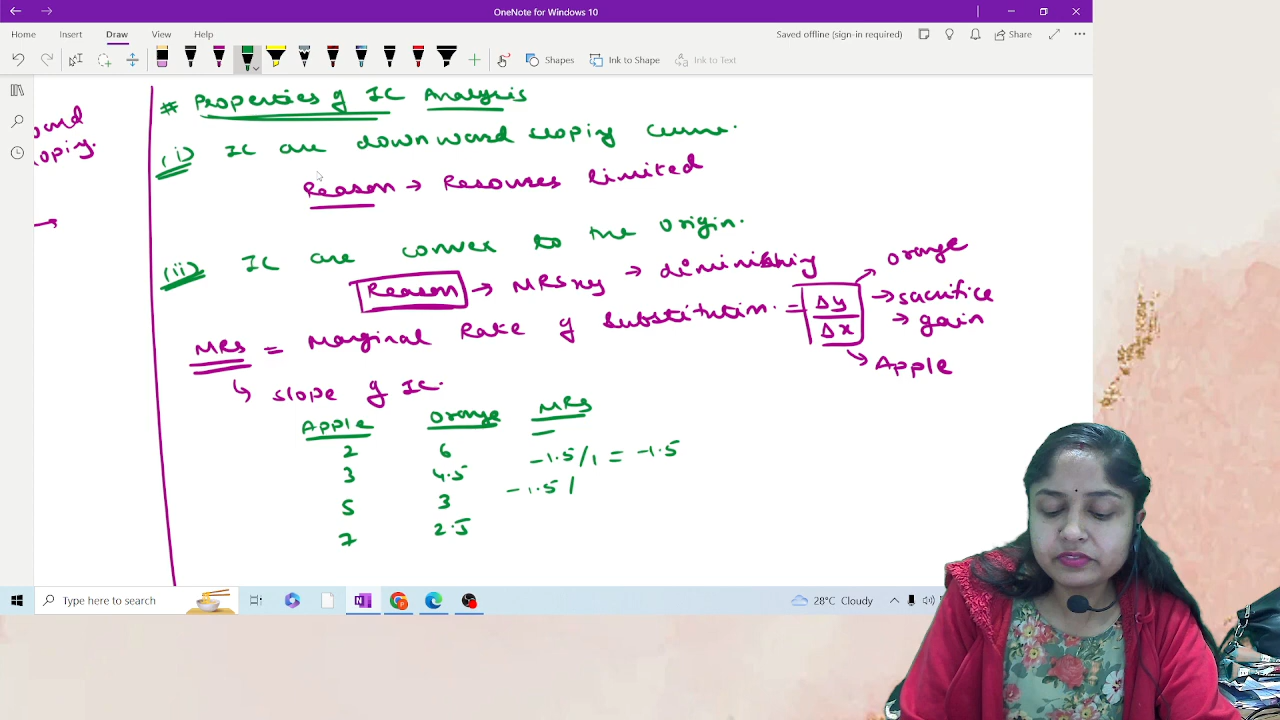 OneNote for Windows 10
Home Insert Draw View Help
Saved offline (sign-in required) Share
Shapes Ink to Shape Ink to Text
# Properties of IC Analysis
(i) IC are downward sloping curve.
Reason → Resourses limited
(ii) IC are convex to the origin.
Reason → MRSxy → diminishing
MRS = Marginal Rate of Substitution. = Δy/Δx
orange
→ sacrifice
→ gain
Apple
slope of IC.
Apple Orange MRS
2 6
3 4.5 -1.5/1 = -1.5
5 3 -1.5/
7 2.5
oping.
Type here to search
28°C Cloudy